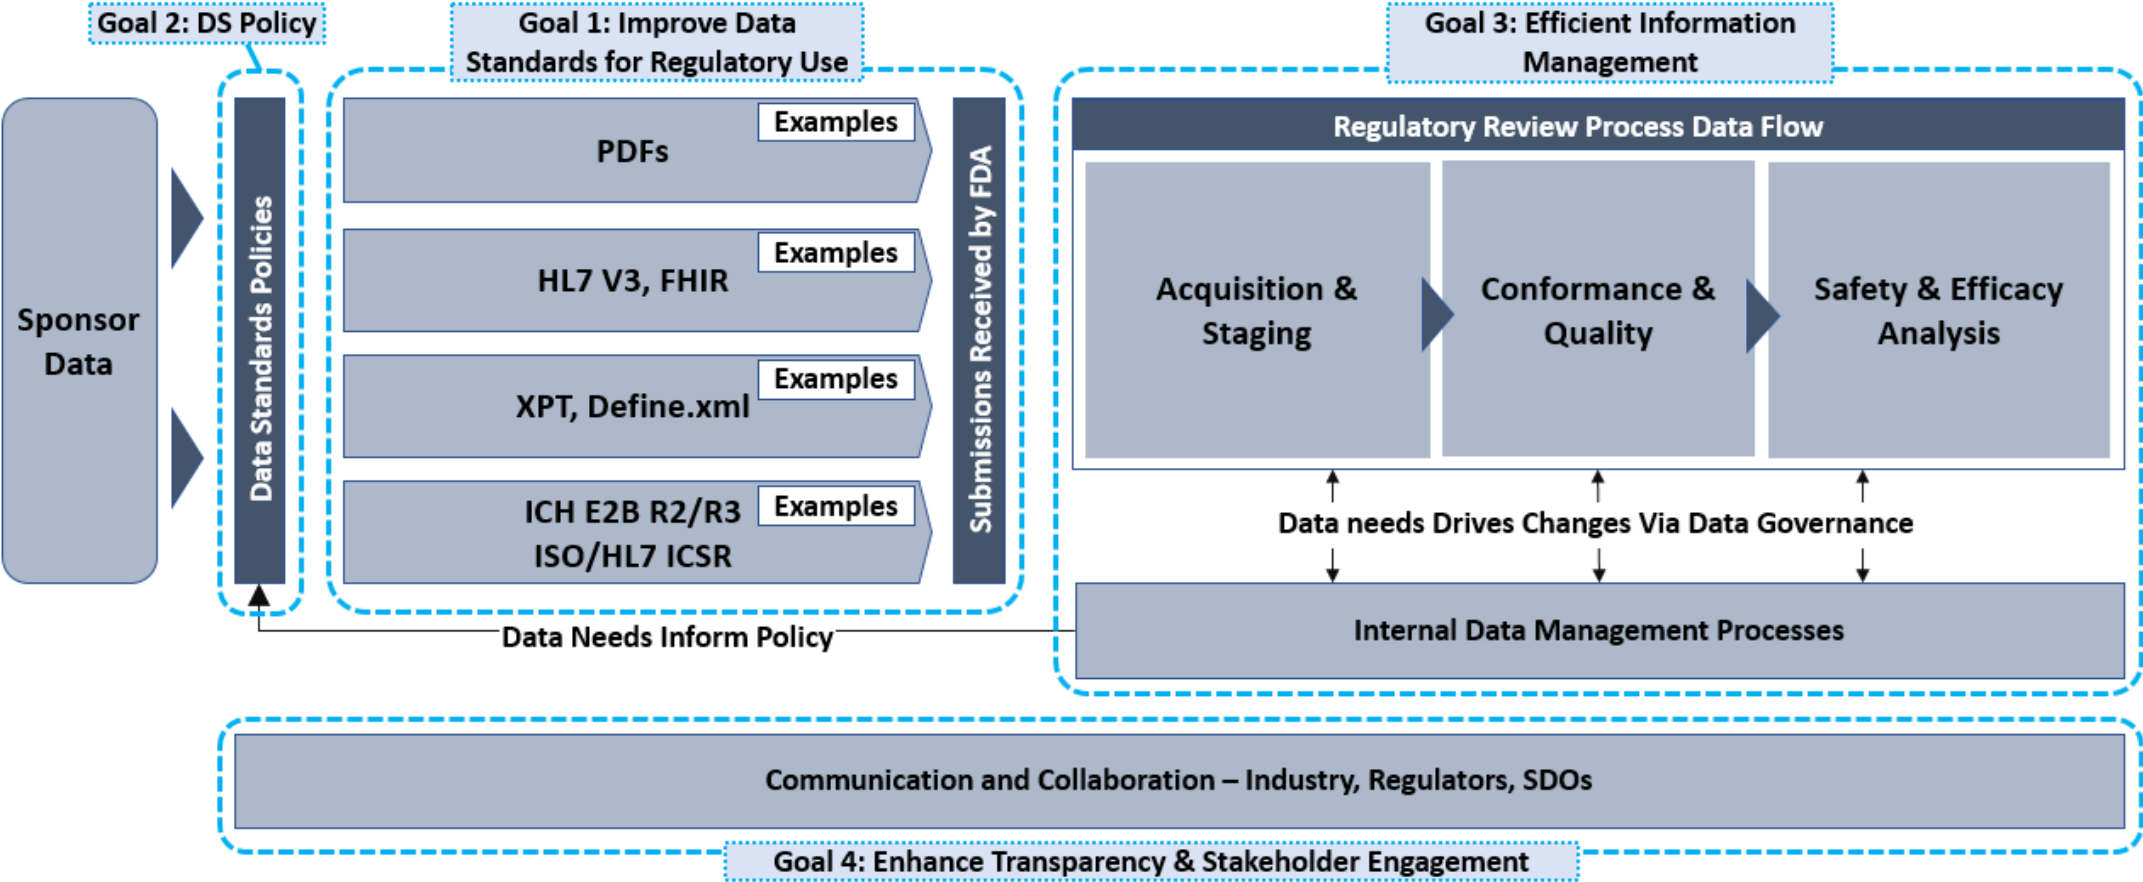 Goal 2: DS Policy
Goal 1: Improve Data
Standards for Regulatory Use
Goal 3: Efficient Information
Management
Sponsor
Data
Data Standards Policies
Examples
PDFs
Examples
HL7 V3, FHIR
Examples
XPT, Define.xml
Examples
ICH E2B R2/R3
ISO/HL7 ICSR
Submissions Received by FDA
Regulatory Review Process Data Flow
Acquisition &
Staging
Conformance &
Quality
Safety & Efficacy
Analysis
Data needs Drives Changes Via Data Governance
Internal Data Management Processes
Data Needs Inform Policy
Communication and Collaboration – Industry, Regulators, SDOs
Goal 4: Enhance Transparency & Stakeholder Engagement